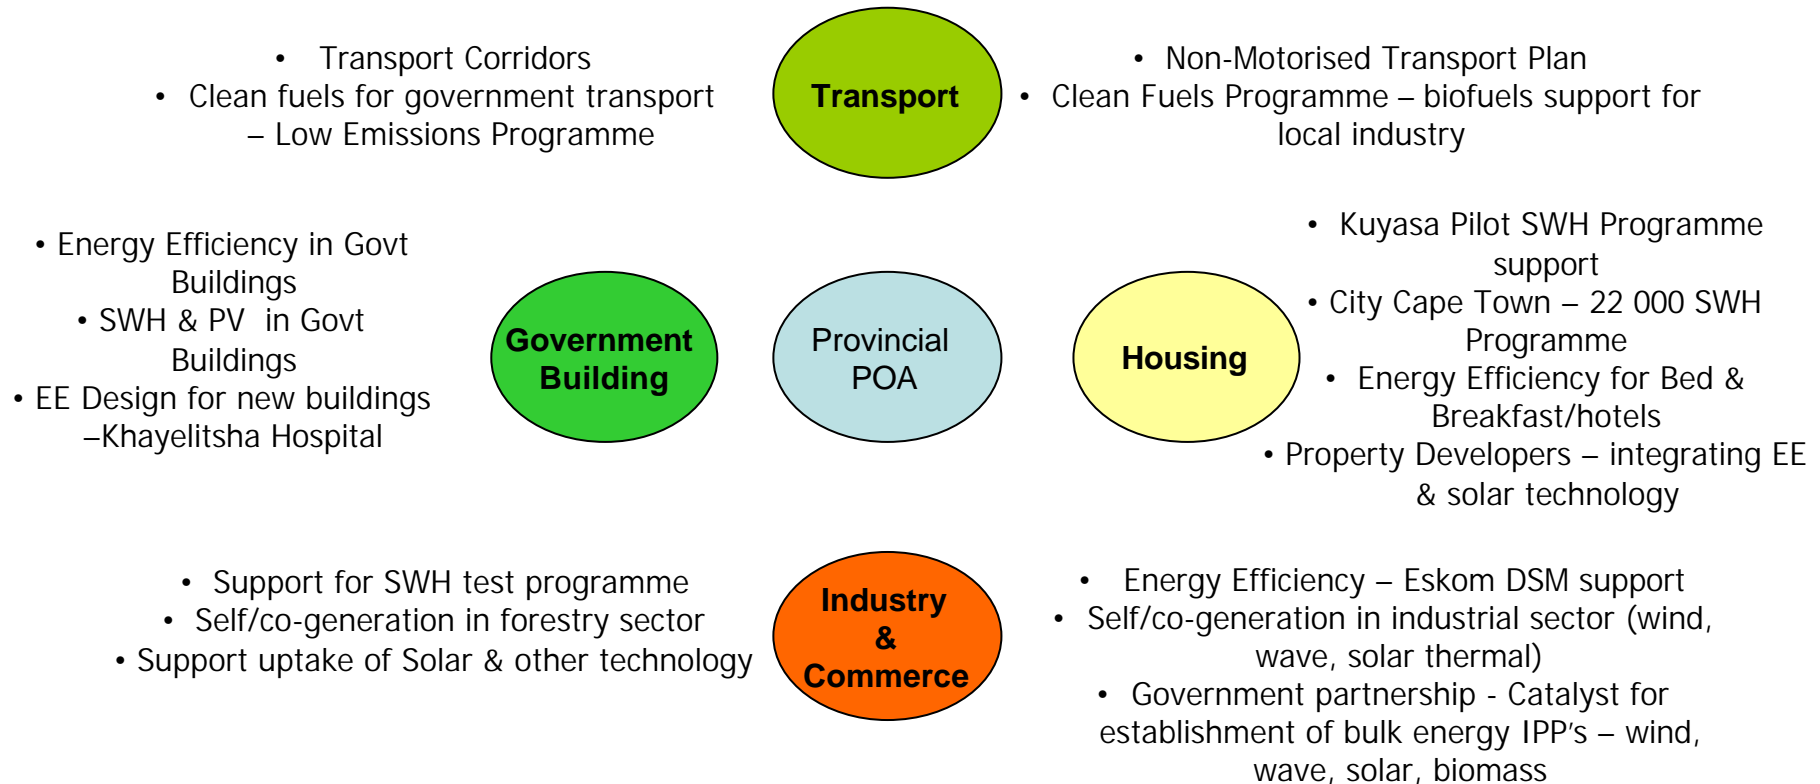 • Transport Corridors
• Clean fuels for government transport
– Low Emissions Programme
Transport
• Non-Motorised Transport Plan
• Clean Fuels Programme – biofuels support for
local industry
• Energy Efficiency in Govt
Buildings
• SWH & PV in Govt
Buildings
• EE Design for new buildings
–Khayelitsha Hospital
Government
Building
Provincial
POA
Housing
• Kuyasa Pilot SWH Programme
support
• City Cape Town – 22 000 SWH
Programme
• Energy Efficiency for Bed &
Breakfast/hotels
• Property Developers – integrating EE
& solar technology
• Support for SWH test programme
• Self/co-generation in forestry sector
• Support uptake of Solar & other technology
Industry
&
Commerce
• Energy Efficiency – Eskom DSM support
• Self/co-generation in industrial sector (wind,
wave, solar thermal)
• Government partnership - Catalyst for
establishment of bulk energy IPP's – wind,
wave, solar, biomass